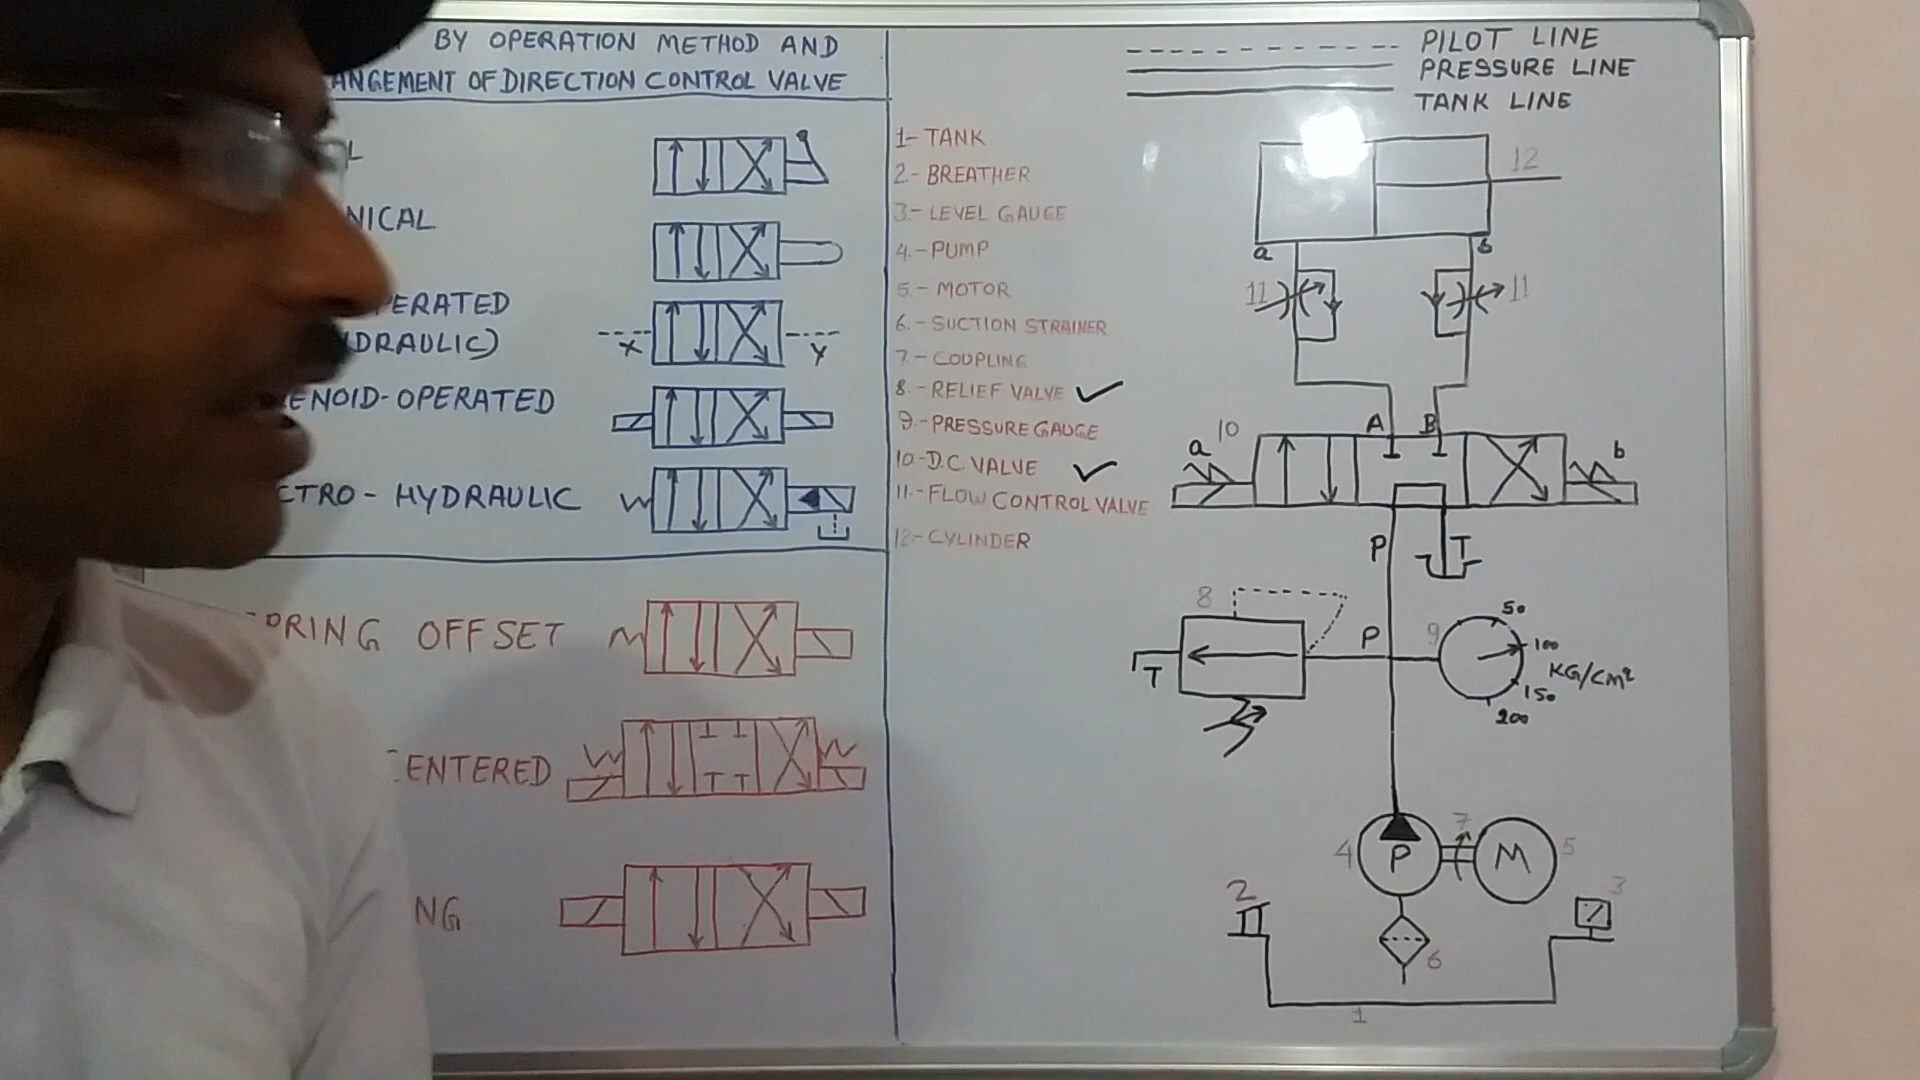 BY OPERATION METHOD AND
ANGEMENT OF DIRECTION CONTROL VALVE
L
NICAL
PERATED
DRAULIC)
X
Y
ENOID-OPERATED
CTRO - HYDRAULIC
PRING OFFSET
ENTERED
NG
PILOT LINE
PRESSURE LINE
TANK LINE
1- TANK
2.- BREATHER
3.- LEVEL GAUGE
4.- PUMP
5.- MOTOR
6.- SUCTION STRAINER
7.- COUPLING
8.- RELIEF VALVE ✓
9.- PRESSURE GAUGE
10-D.C. VALVE ✓
11.- FLOW CONTROL VALVE
12- CYLINDER
12
a
b
11
11
A B
10
a
b
P
T
8
P
9
50
100
KG/CM²
150
200
T
7
4
P
M
5
2
3
6
1